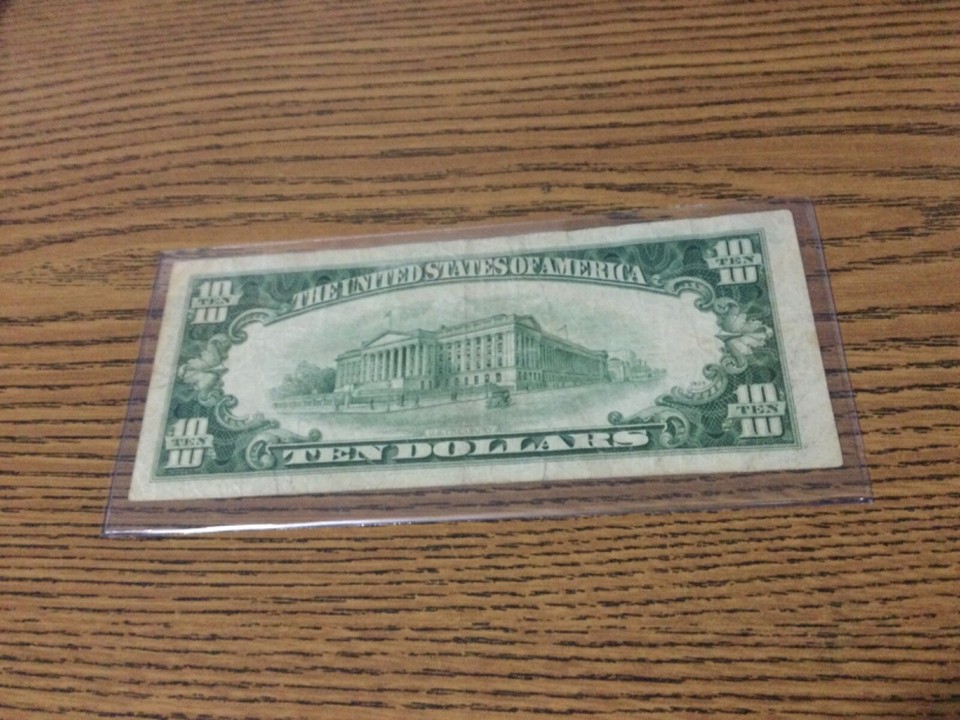 10 THE UNITED STATES OF AMERICA 10
TEN TEN
10 10
10 10
TEN TEN
10 TEN DOLLARS 10